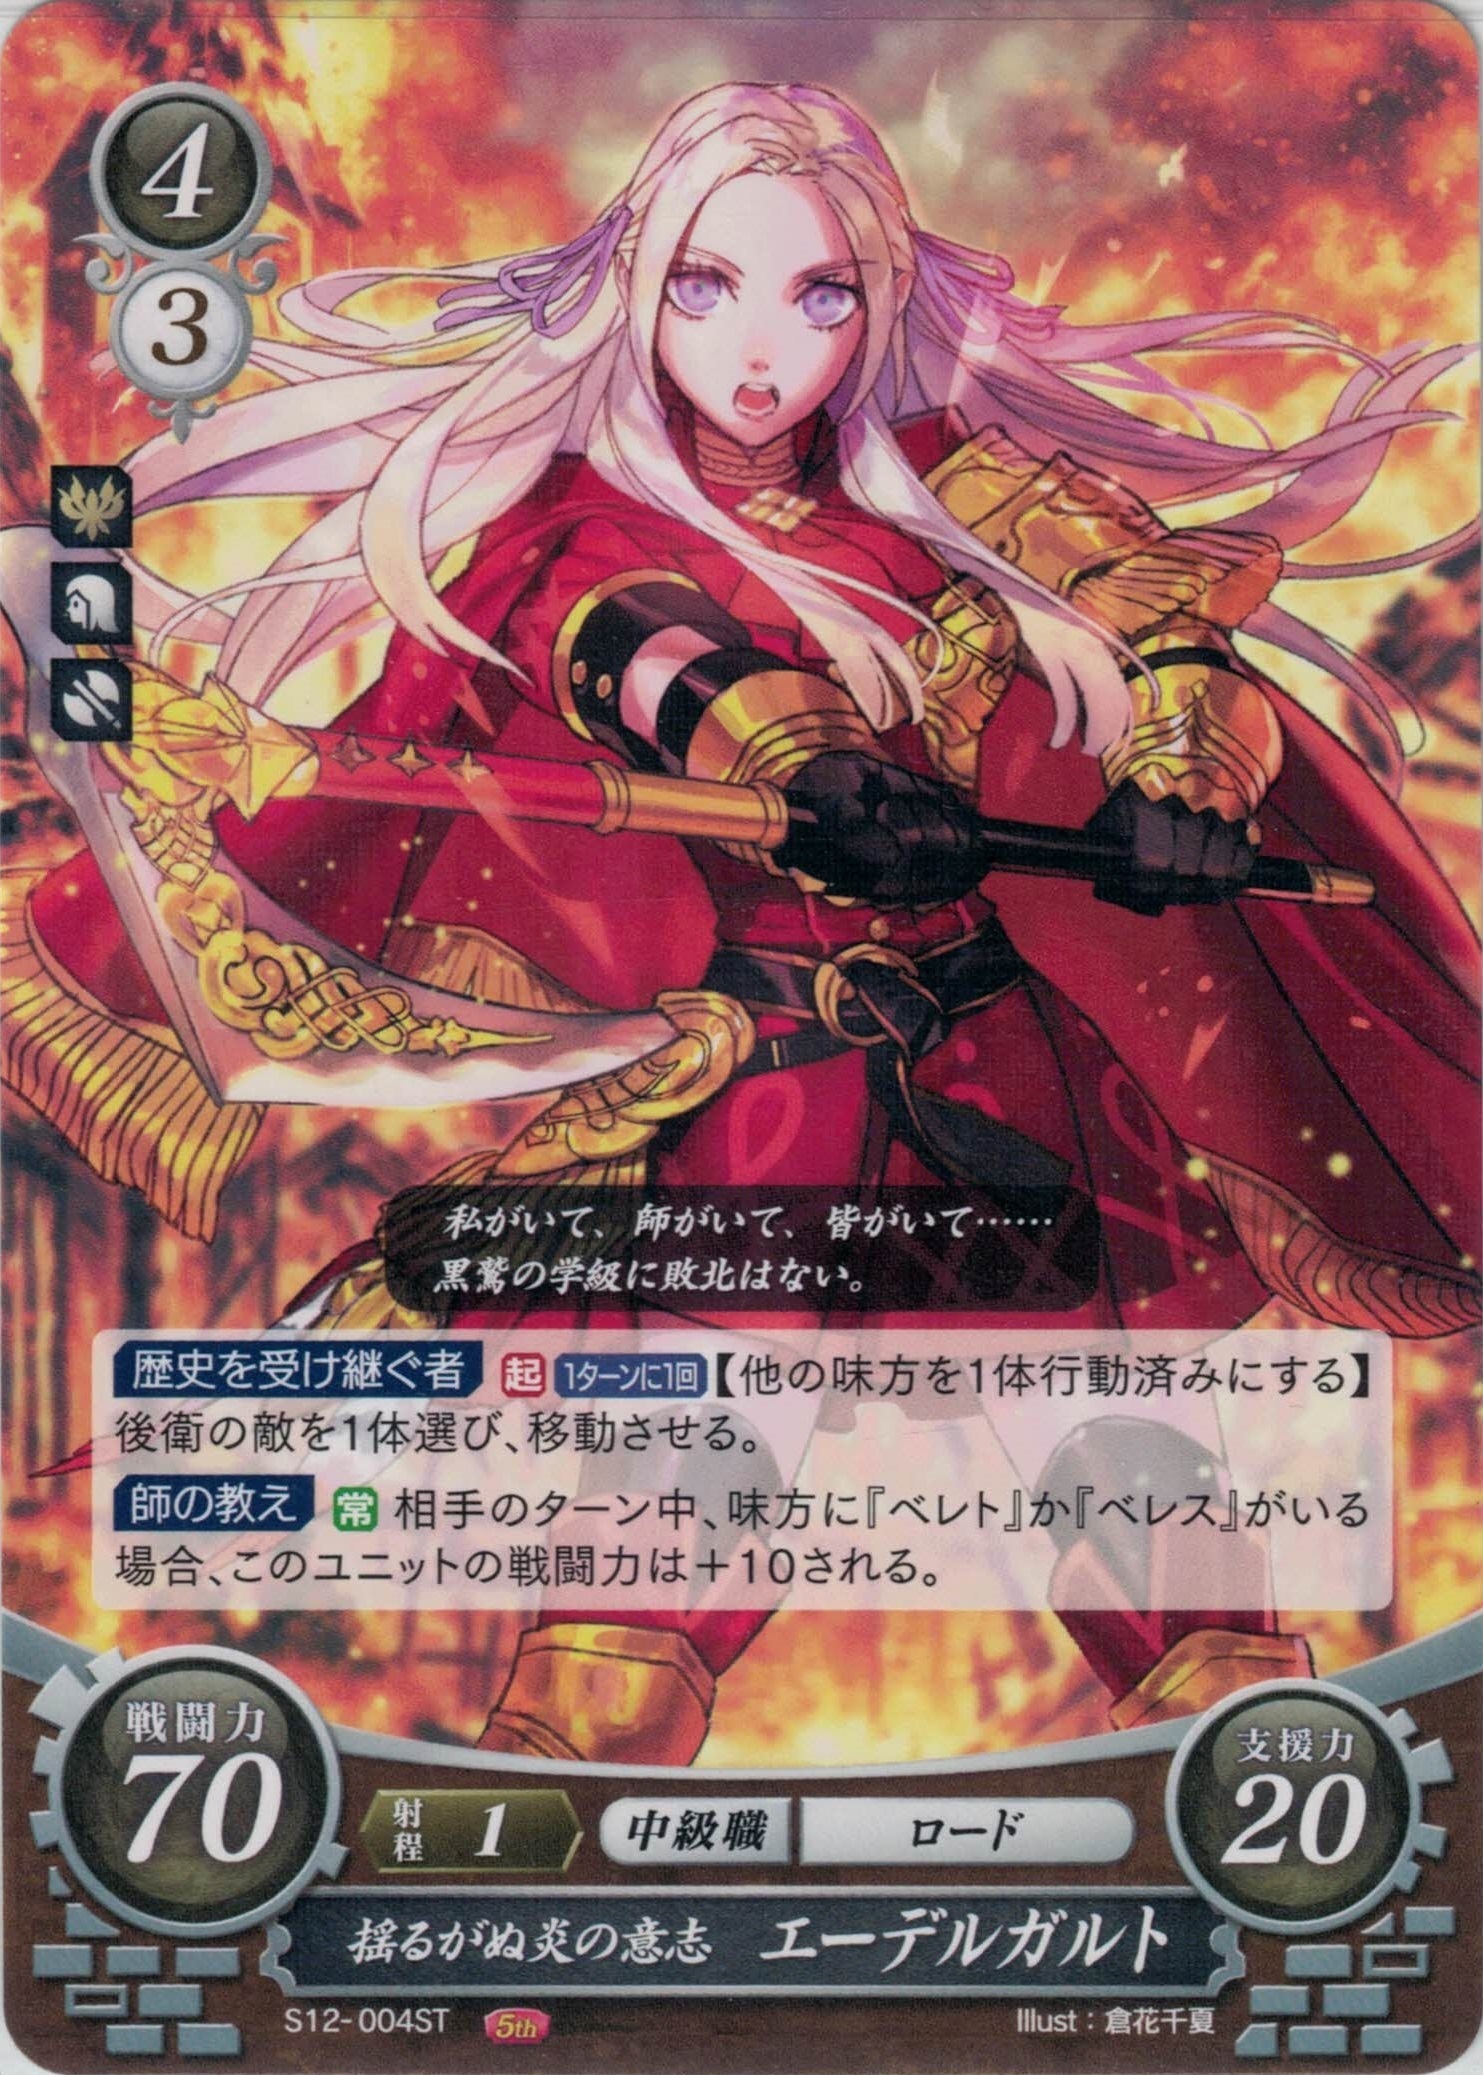 4
3
私がいて、師がいて、皆がいて……
黒鷲の学級に敗北はない。
歴史を受け継ぐ者 起 1ターンに1回【他の味方を1体行動済みにする】
後衛の敵を1体選び、移動させる。
師の教え 常 相手のターン中、味方に『ベレト』か『ベレス』がいる
場合、このユニットの戦闘力は＋10される。
戦闘力
70
射程 1
中級職 ロード
支援力
20
揺るがぬ炎の意志 エーデルガルト
S12-004ST 5th Illust：倉花千夏